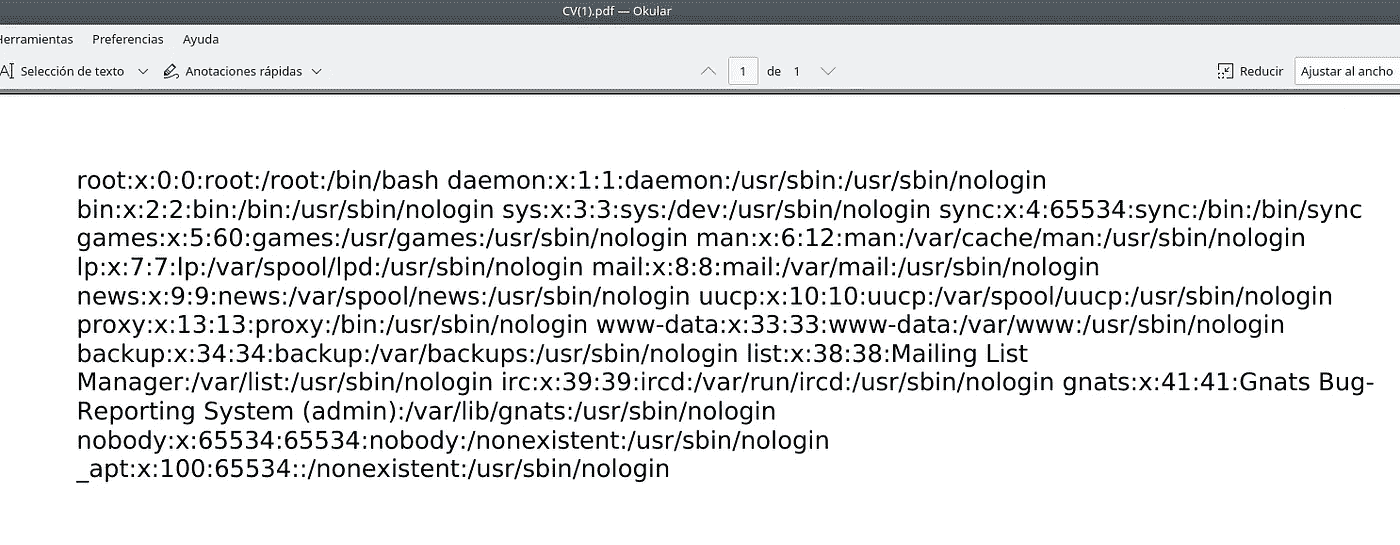 CV(1).pdf — Okular
Herramientas Preferencias Ayuda
Selección de texto Anotaciones rápidas 1 de 1 Reducir Ajustar al ancho
root:x:0:0:root:/root:/bin/bash daemon:x:1:1:daemon:/usr/sbin:/usr/sbin/nologin
bin:x:2:2:bin:/bin:/usr/sbin/nologin sys:x:3:3:sys:/dev:/usr/sbin/nologin sync:x:4:65534:sync:/bin:/bin/sync
games:x:5:60:games:/usr/games:/usr/sbin/nologin man:x:6:12:man:/var/cache/man:/usr/sbin/nologin
lp:x:7:7:lp:/var/spool/lpd:/usr/sbin/nologin mail:x:8:8:mail:/var/mail:/usr/sbin/nologin
news:x:9:9:news:/var/spool/news:/usr/sbin/nologin uucp:x:10:10:uucp:/var/spool/uucp:/usr/sbin/nologin
proxy:x:13:13:proxy:/bin:/usr/sbin/nologin www-data:x:33:33:www-data:/var/www:/usr/sbin/nologin
backup:x:34:34:backup:/var/backups:/usr/sbin/nologin list:x:38:38:Mailing List
Manager:/var/list:/usr/sbin/nologin irc:x:39:39:ircd:/var/run/ircd:/usr/sbin/nologin gnats:x:41:41:Gnats Bug-
Reporting System (admin):/var/lib/gnats:/usr/sbin/nologin
nobody:x:65534:65534:nobody:/nonexistent:/usr/sbin/nologin
_apt:x:100:65534::/nonexistent:/usr/sbin/nologin